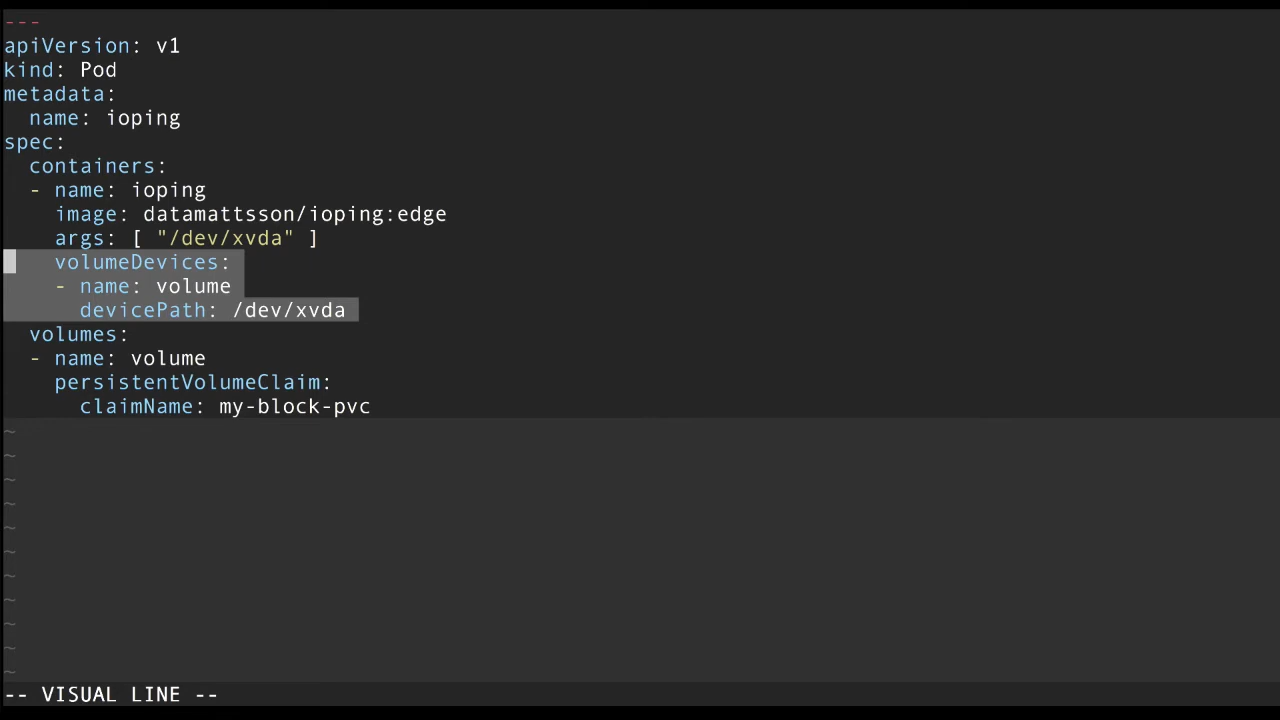 ---
apiVersion: v1
kind: Pod
metadata:
  name: ioping
spec:
  containers:
  - name: ioping
    image: datamattsson/ioping:edge
    args: [ "/dev/xvda" ]
    volumeDevices:
    - name: volume
      devicePath: /dev/xvda
  volumes:
  - name: volume
    persistentVolumeClaim:
      claimName: my-block-pvc
~
~
~
~
~
~
~
~
~
~
~
-- VISUAL LINE --